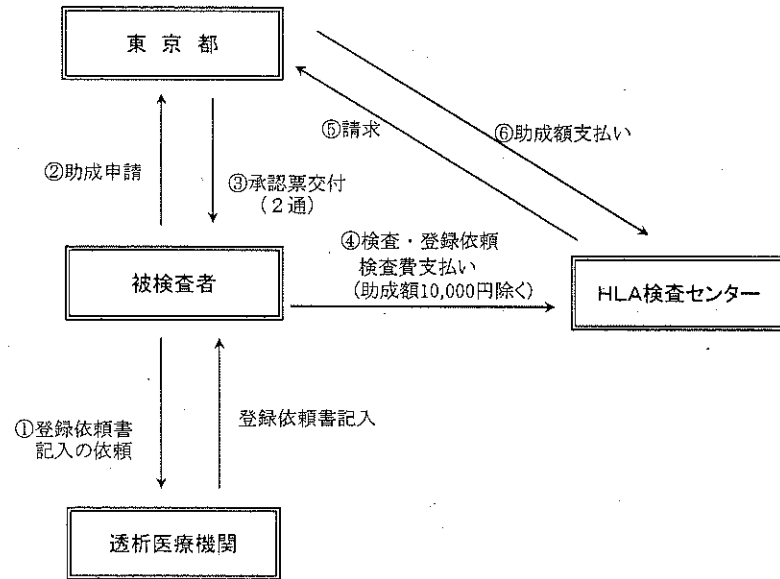 東 京 都
⑤請求
⑥助成額支払い
②助成申請
③承認票交付
(2通)
④検査・登録依頼
検査費支払い
(助成額10,000円除く)
被検査者
HLA検査センター
①登録依頼書
記入の依頼
登録依頼書記入
透析医療機関